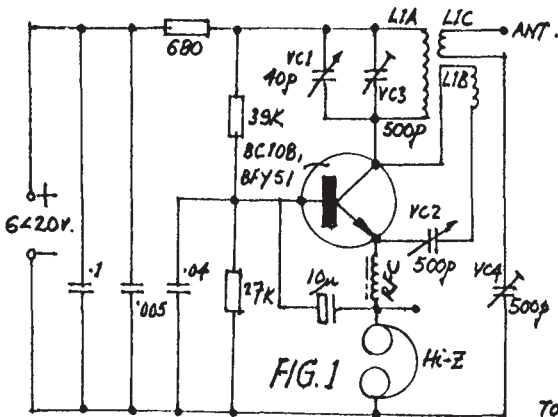 680
L1A
L1C
ANT.
VC1
40p
VC3
L1B
39K
500p
BC108,
BFY51
+
6<20v.
-
VC2
500p
.1
.005
.04
27K
10µ
RFC
VC4
500p
Hi-Z
FIG.1
TO